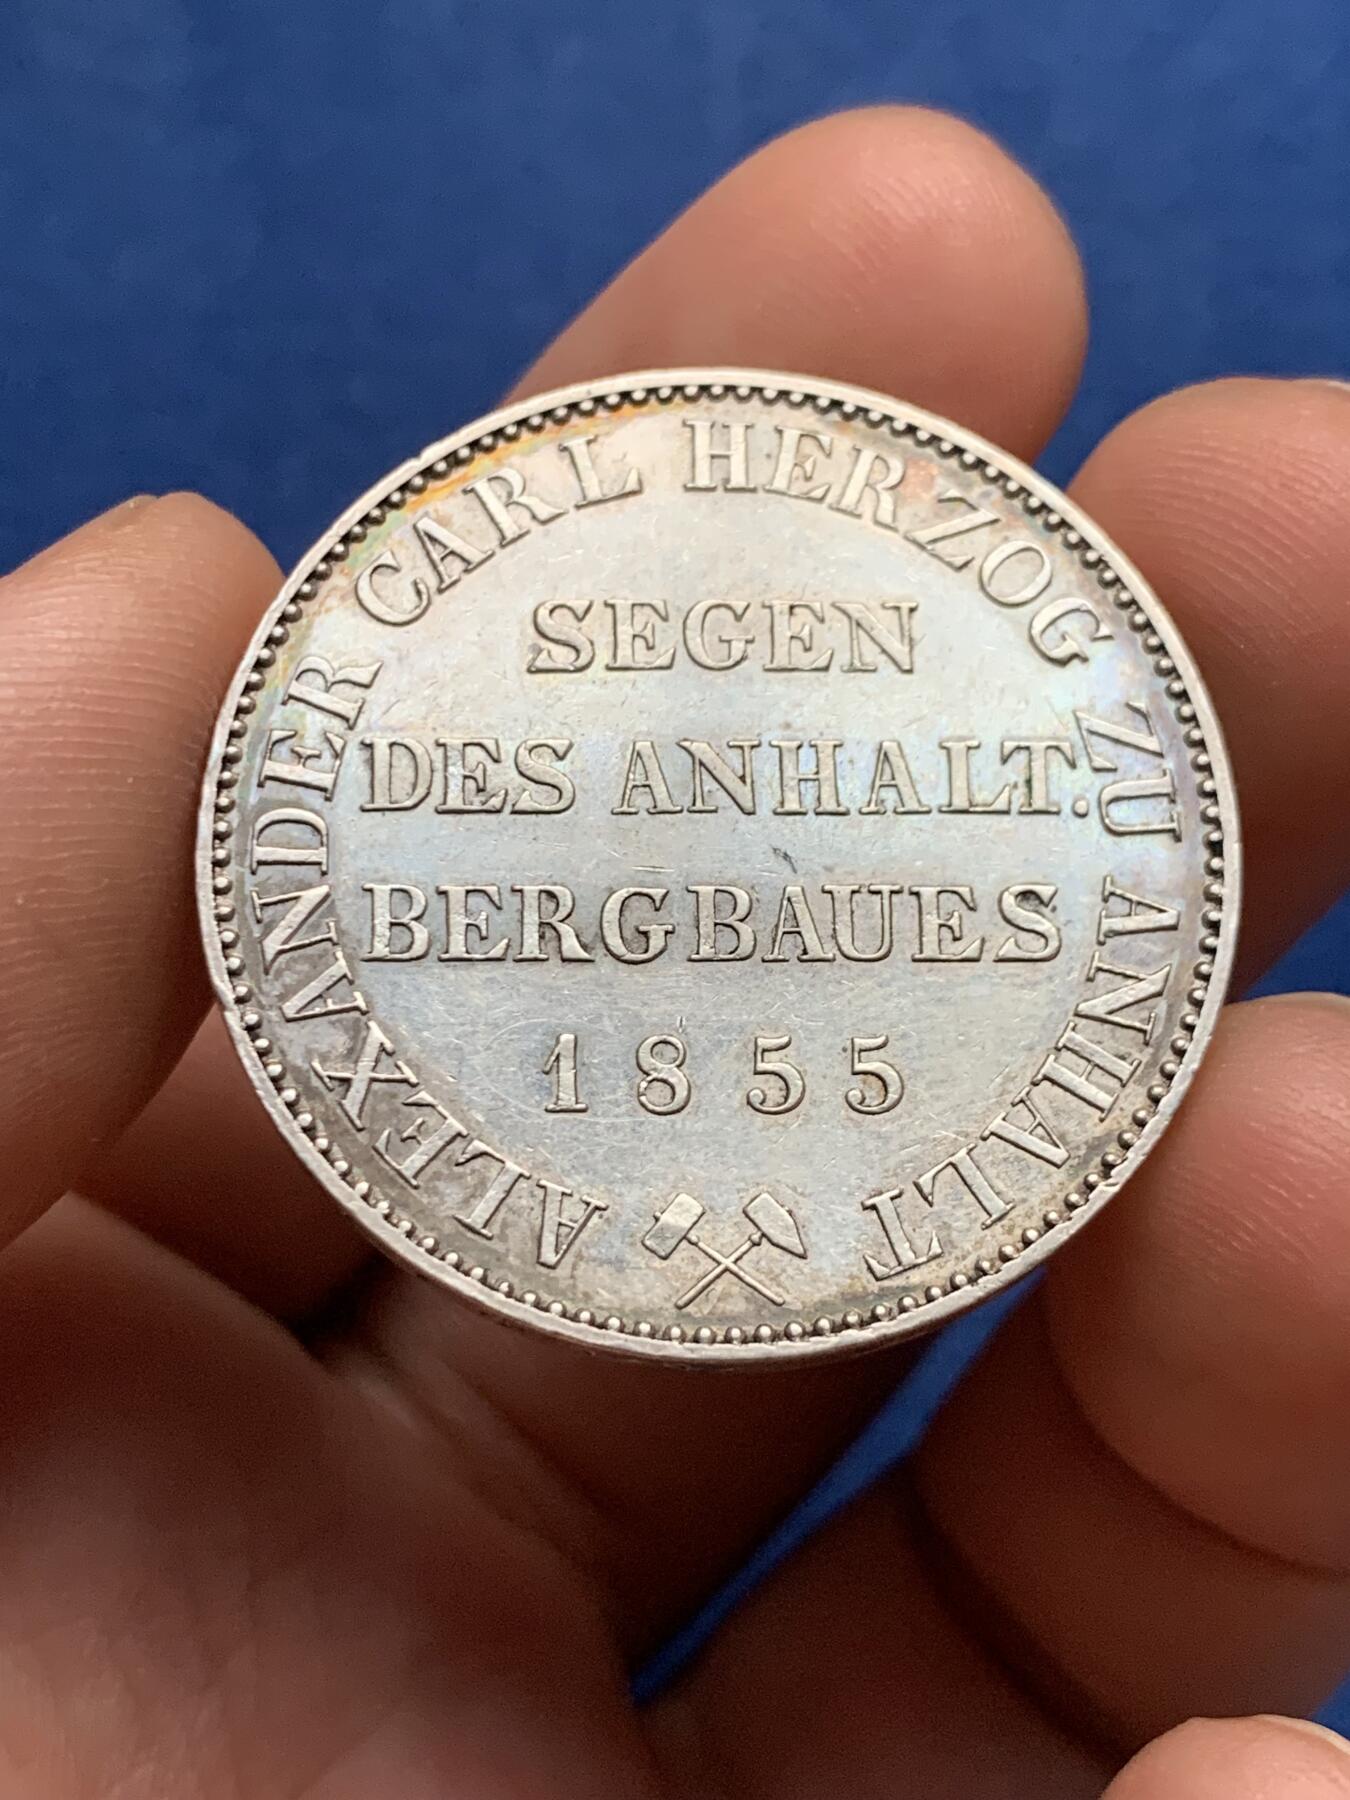 ALEXANDER CARL HERZOG ZU ANHALT
SEGEN
DES ANHALT.
BERGBAUES
1855